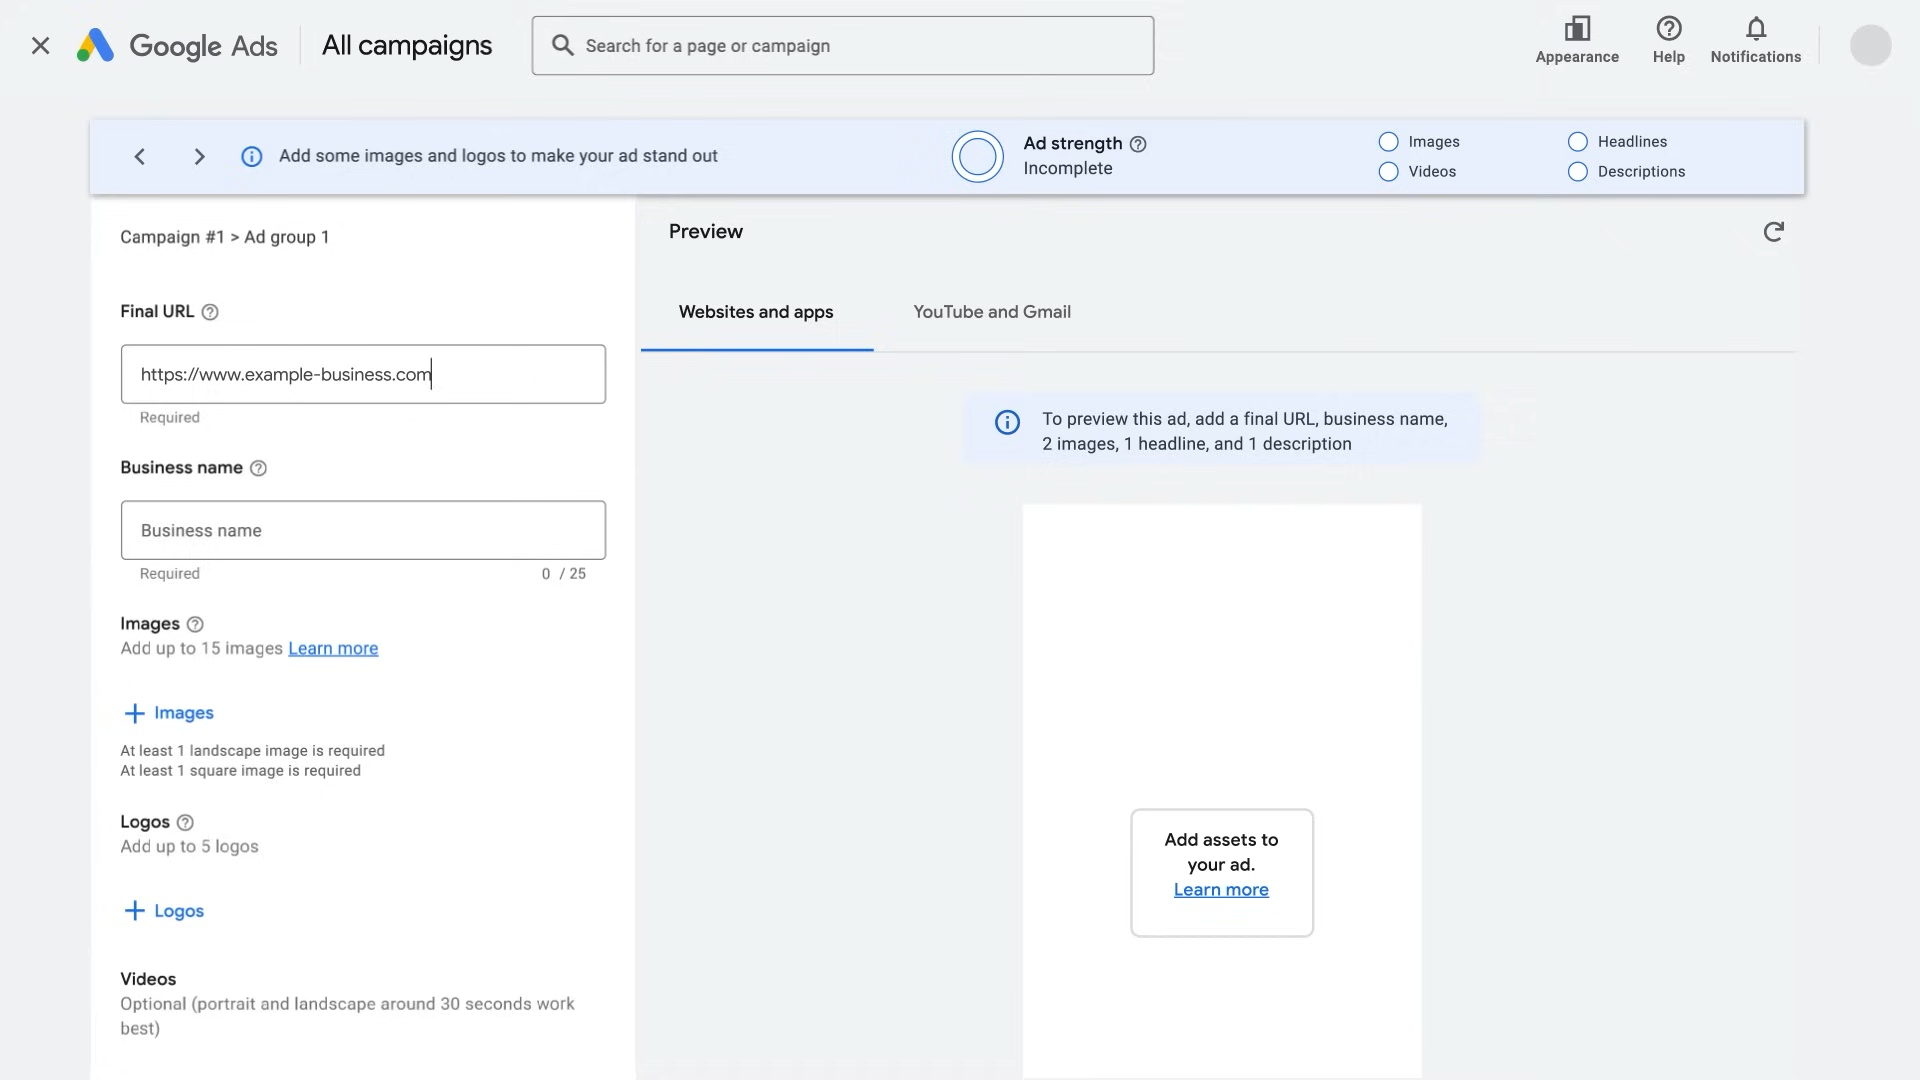 Google Ads
All campaigns
Search for a page or campaign
Appearance
Help
Notifications
Add some images and logos to make your ad stand out
Ad strength
Incomplete
Images
Videos
Headlines
Descriptions
Campaign #1 > Ad group 1
Final URL
https://www.example-business.com
Required
Business name
Business name
Required
0 / 25
Images
Add up to 15 images Learn more
Images
At least 1 landscape image is required
At least 1 square image is required
Logos
Add up to 5 logos
Logos
Videos
Optional (portrait and landscape around 30 seconds work
best)
Preview
Websites and apps
YouTube and Gmail
To preview this ad, add a final URL, business name,
2 images, 1 headline, and 1 description
Add assets to
your ad.
Learn more